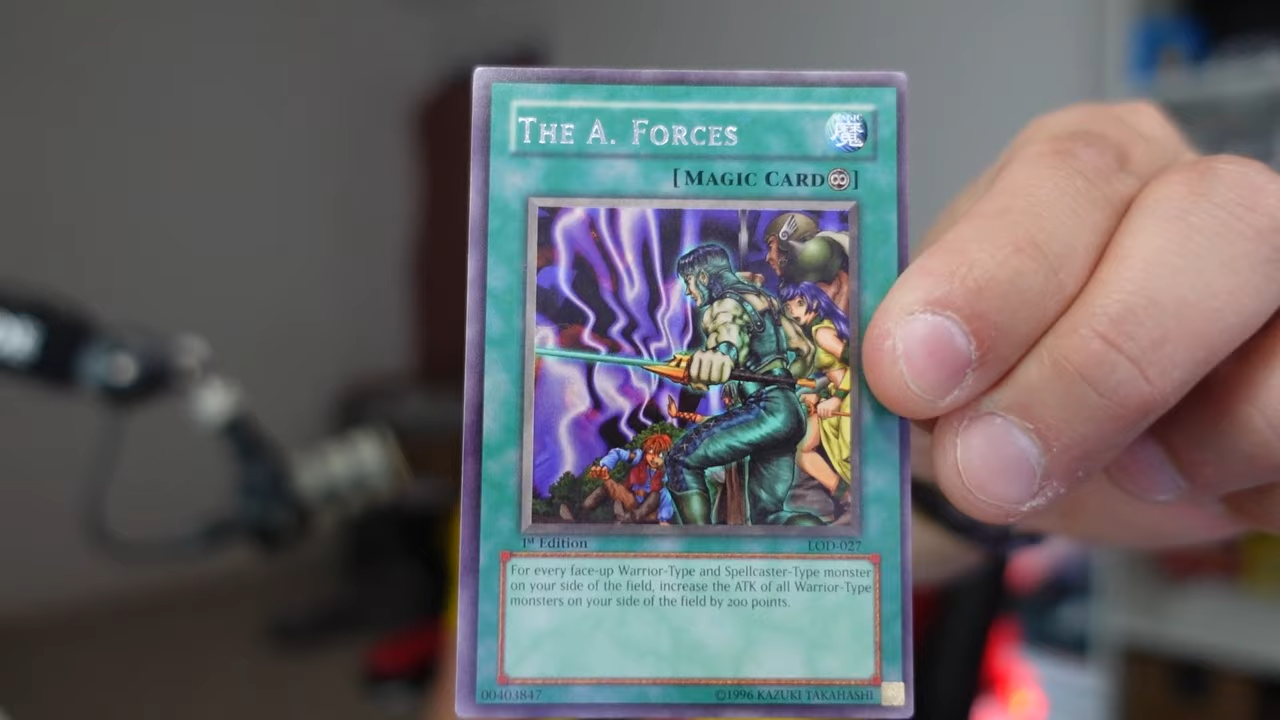 THE A. FORCES
MAGIC
魔
[MAGIC CARD♾]
1st Edition
LOD-027
For every face-up Warrior-Type and Spellcaster-Type monster
on your side of the field, increase the ATK of all Warrior-Type
monsters on your side of the field by 200 points.
00403847
©1996 KAZUKI TAKAHASHI